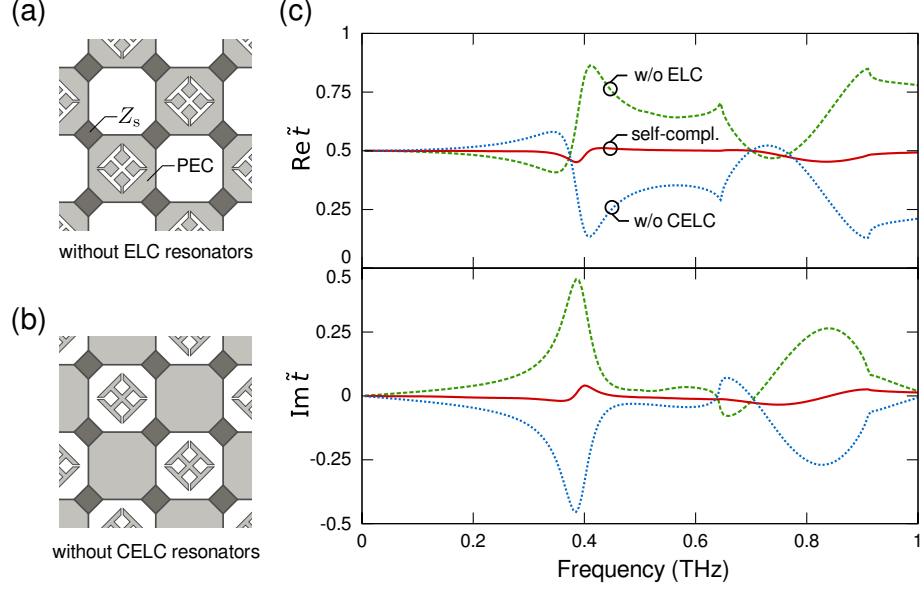 (a)
Z_s
PEC
without ELC resonators
(b)
without CELC resonators
(c)
1
0.75
0.5
0.25
0
Re t̃
w/o ELC
self-compl.
w/o CELC
0.5
0.25
0
-0.25
-0.5
Im t̃
0
0.2
0.4
0.6
0.8
1
Frequency (THz)